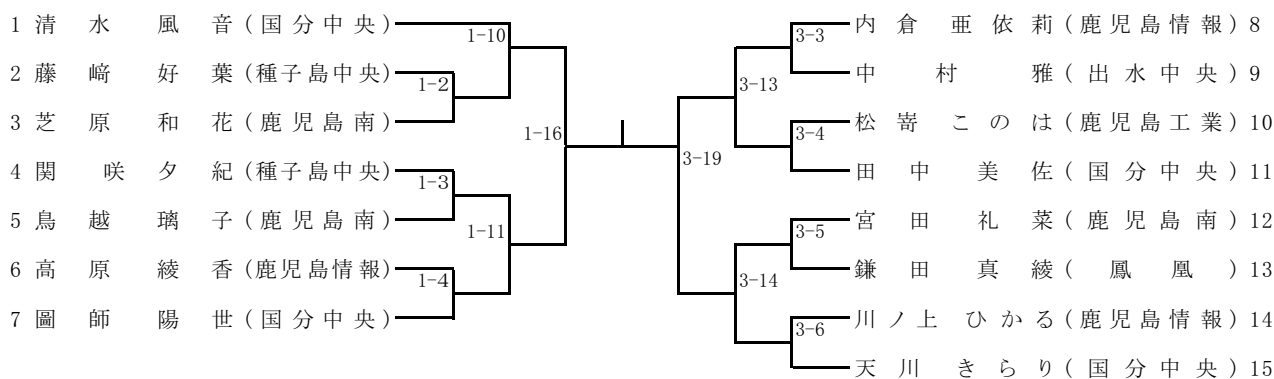 1 清水風音(国分中央)
1-10
2 藤﨑好葉(種子島中央)
1-2
3 芝原和花(鹿児島南)
1-16
4 関咲夕紀(種子島中央)
1-3
5 鳥越璃子(鹿児島南)
1-11
6 高原綾香(鹿児島情報)
1-4
7 圖師陽世(国分中央)
内倉亜依莉(鹿児島情報) 8
3-3
中村雅(出水中央) 9
3-13
松嵜このは(鹿児島工業) 10
3-4
田中美佐(国分中央) 11
3-19
宮田礼菜(鹿児島南) 12
3-5
鎌田真綾(鳳凰) 13
3-14
川ノ上ひかる(鹿児島情報) 14
3-6
天川きらり(国分中央) 15